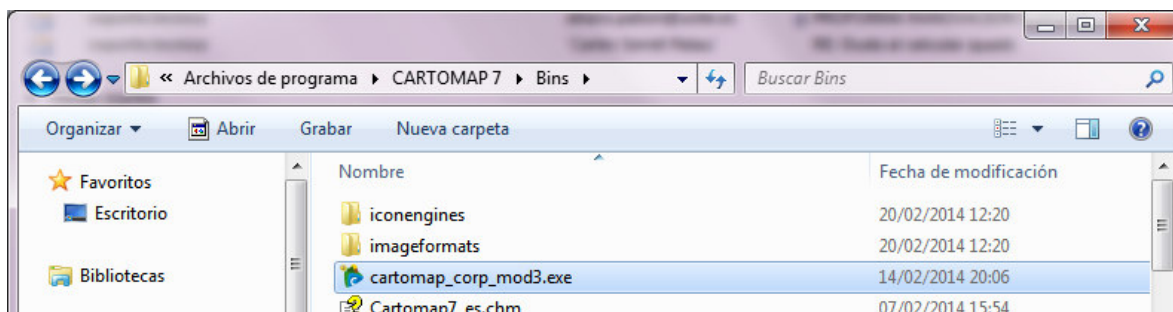 « Archivos de programa CARTOMAP 7 Bins Buscar Bins
Organizar Abrir Grabar Nueva carpeta
Favoritos
Escritorio
Bibliotecas
Nombre Fecha de modificación
iconengines 20/02/2014 12:20
imageformats 20/02/2014 12:20
cartomap_corp_mod3.exe 14/02/2014 20:06
Cartomap7_es.chm 07/02/2014 15:54